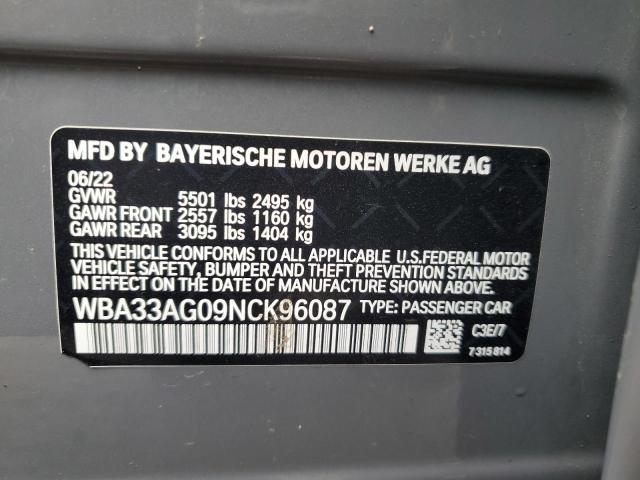 MFD BY BAYERISCHE MOTOREN WERKE AG
06/22
GVWR 5501 lbs 2495 kg
GAWR FRONT 2557 lbs 1160 kg
GAWR REAR 3095 lbs 1404 kg
THIS VEHICLE CONFORMS TO ALL APPLICABLE U.S.FEDERAL MOTOR
VEHICLE SAFETY, BUMPER AND THEFT PREVENTION STANDARDS
IN EFFECT ON THE DATE OF MANUFACTURE SHOWN ABOVE.
WBA33AG09NCK96087 TYPE: PASSENGER CAR
C3E/7
7315814